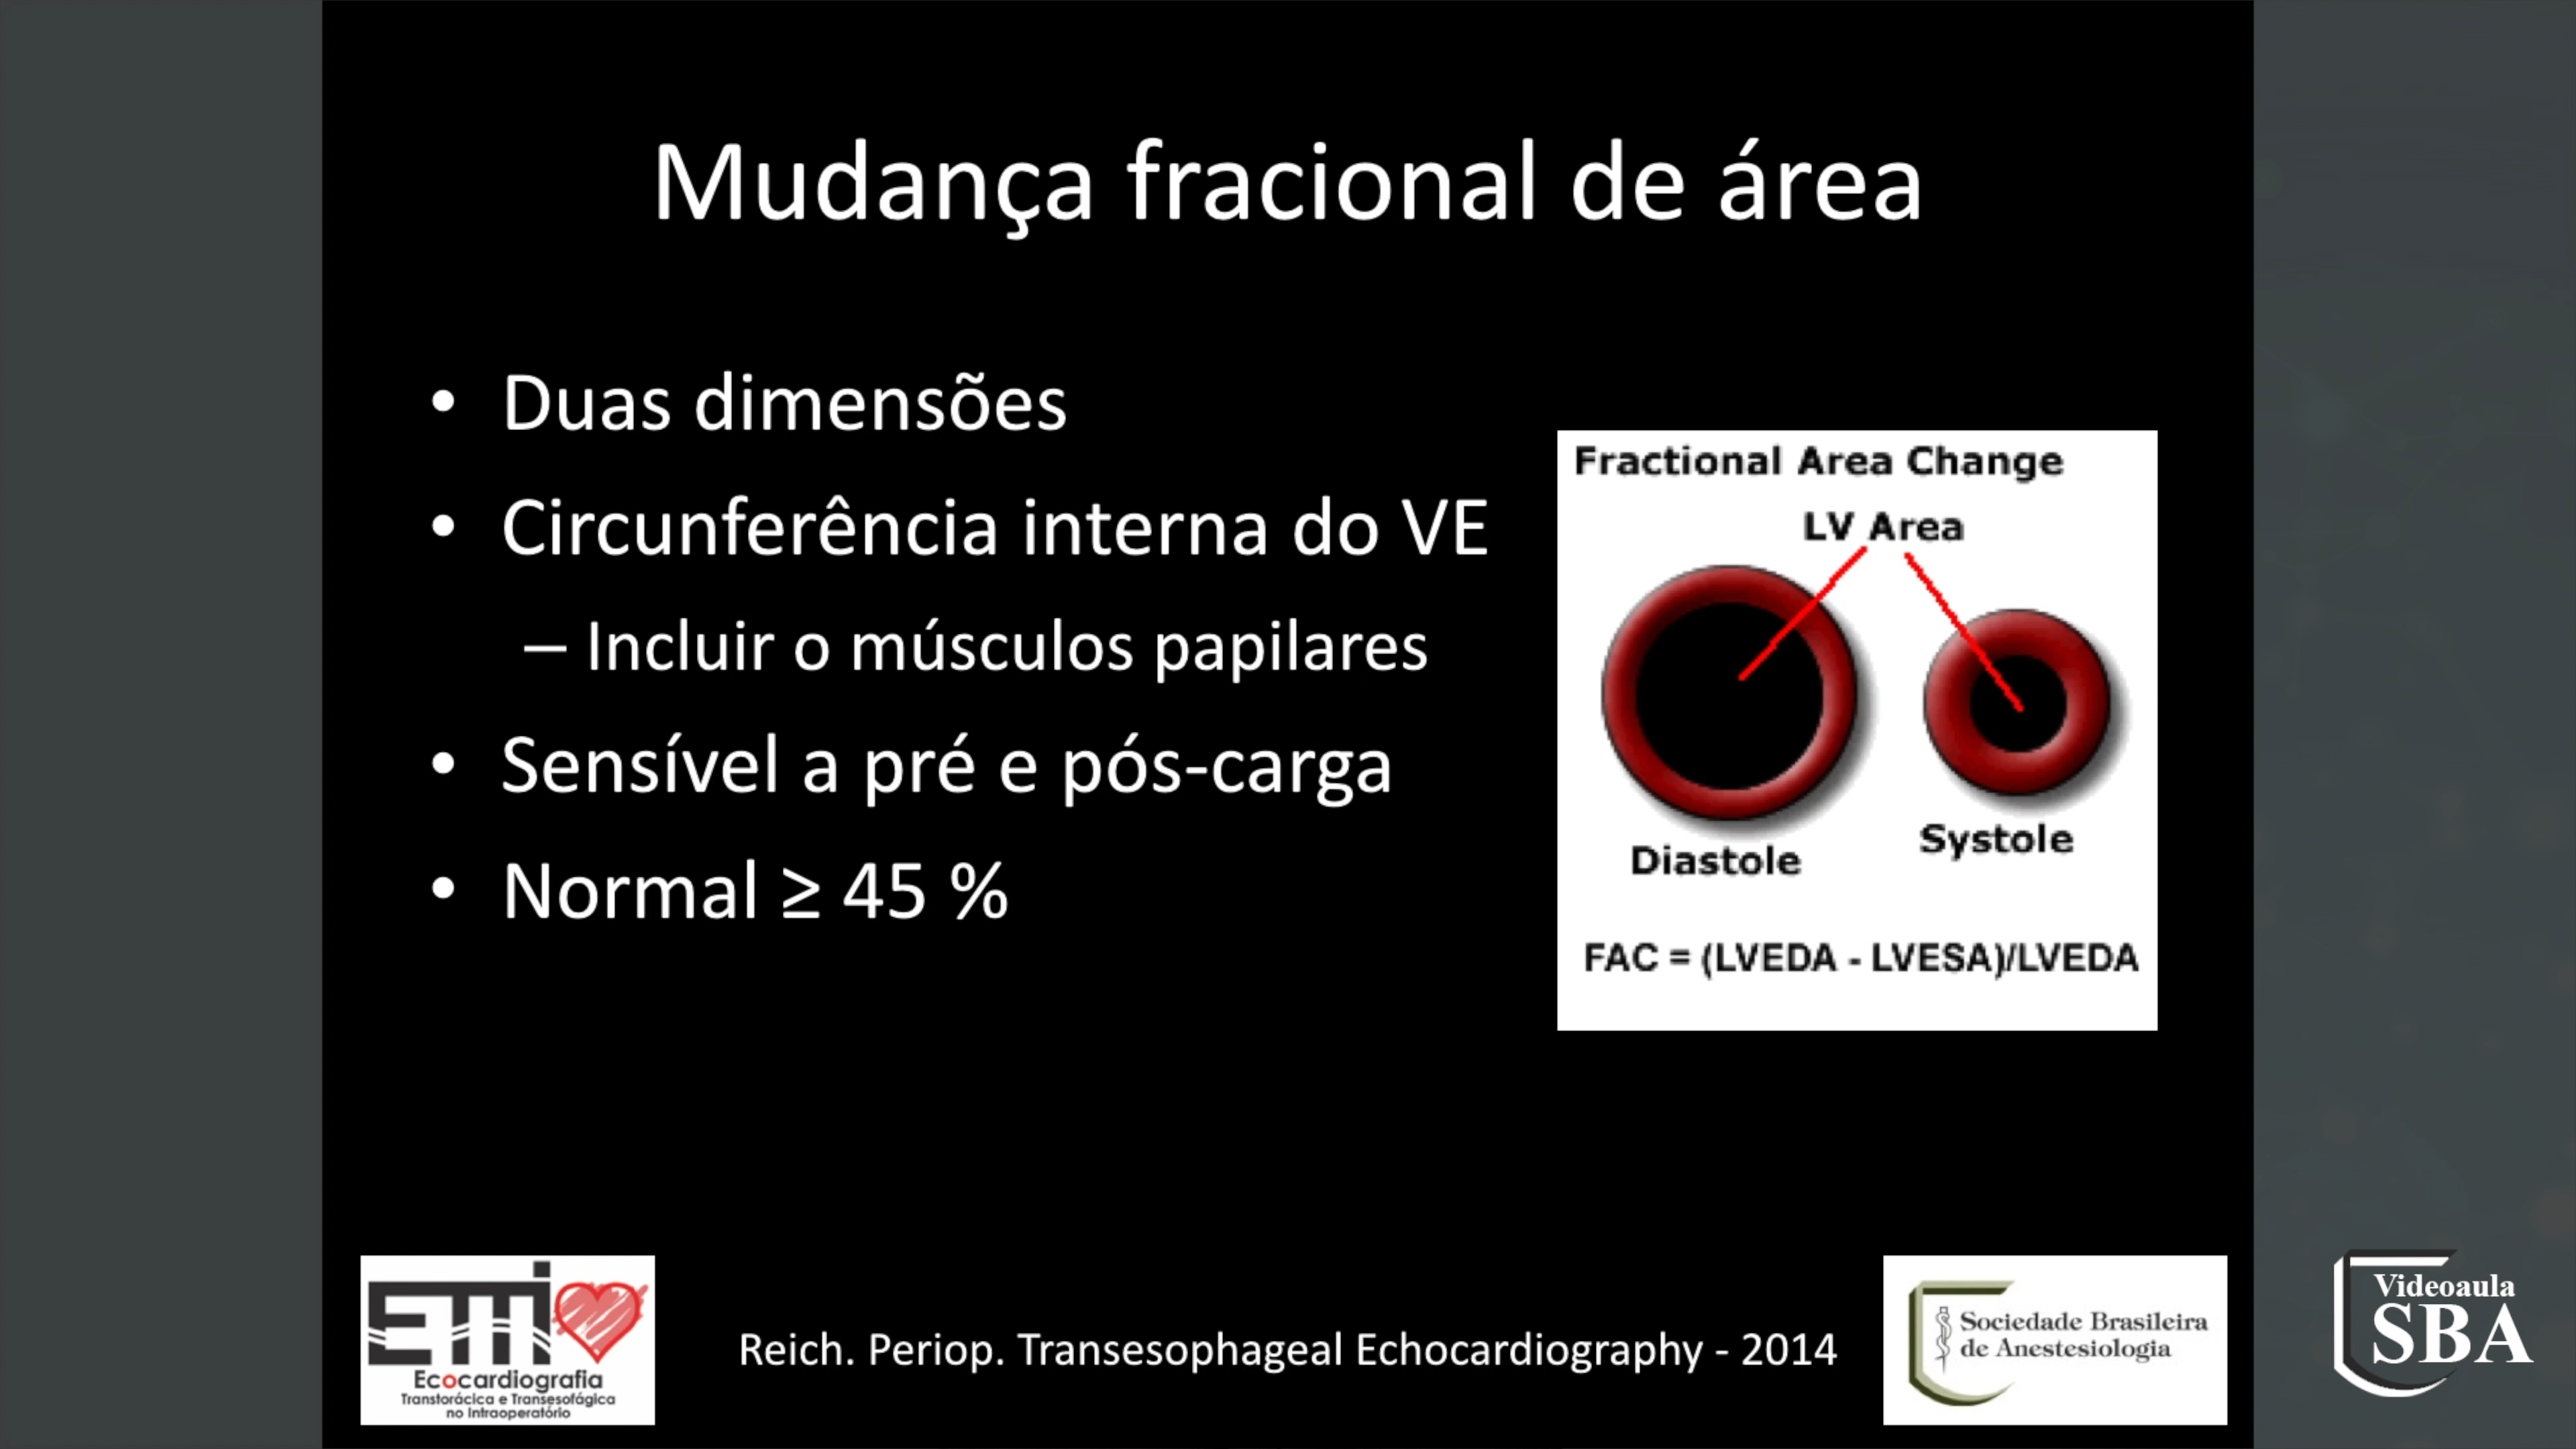 Mudança fracional de área
• Duas dimensões
• Circunferência interna do VE
– Incluir o músculos papilares
• Sensível a pré e pós-carga
• Normal ≥ 45 %
Fractional Area Change
LV Area
Diastole
Systole
FAC = (LVEDA - LVESA)/LVEDA
ETTI
Ecocardiografia
Transtorácica e Transesofágica
no Intraoperatório
Reich. Periop. Transesophageal Echocardiography - 2014
Sociedade Brasileira
de Anestesiologia
Videoaula
SBA